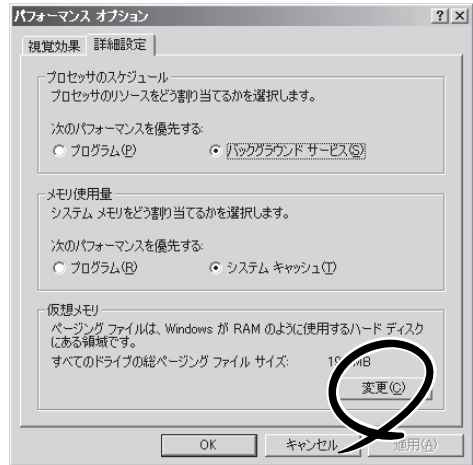 パフォーマンス オプション
視覚効果 詳細設定
プロセッサのスケジュール
プロセッサのリソースをどう割り当てるかを選択します。
次のパフォーマンスを優先する:
プログラム(P) バックグラウンド サービス(S)
メモリ使用量
システム メモリをどう割り当てるかを選択します。
次のパフォーマンスを優先する:
プログラム(R) システム キャッシュ(T)
仮想メモリ
ページング ファイルは、Windows が RAM のように使用するハード ディスク
にある領域です。
すべてのドライブの総ページング ファイル サイズ: MB
変更(C)
OK キャンセル 適用(A)